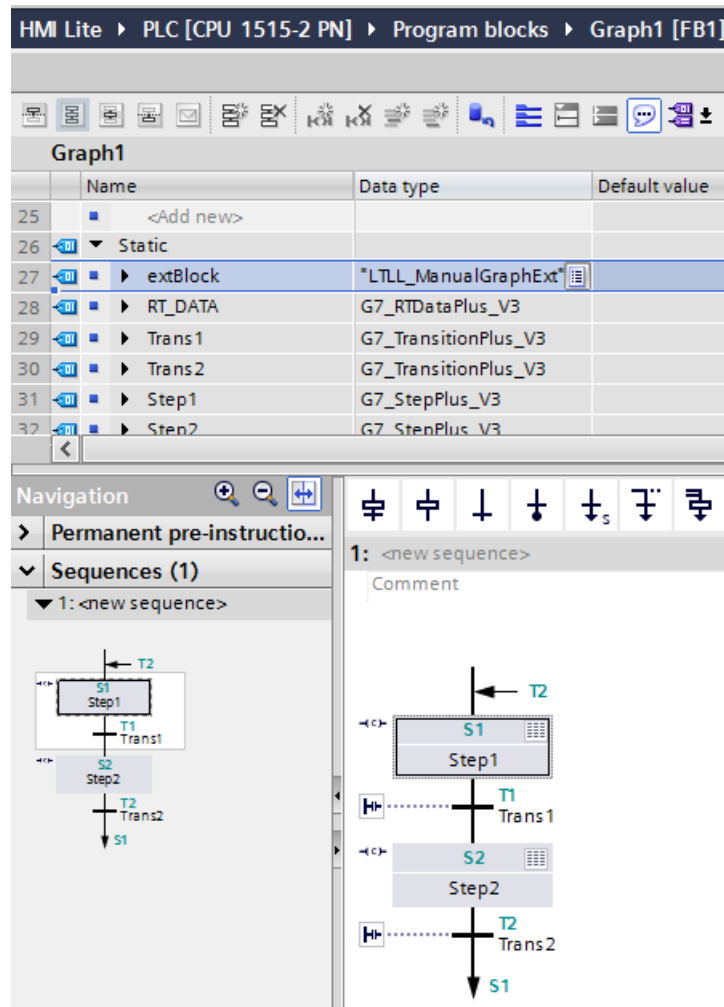 HMI Lite ▸ PLC [CPU 1515-2 PN] ▸ Program blocks ▸ Graph1 [FB1]
Graph1
Name Data type Default value
25 <Add new>
26 Static
27 extBlock "LTLL_ManualGraphExt"
28 RT_DATA G7_RTDataPlus_V3
29 Trans1 G7_TransitionPlus_V3
30 Trans2 G7_TransitionPlus_V3
31 Step1 G7_StepPlus_V3
32 Step2 G7_StepPlus_V3
Navigation
Permanent pre-instructio...
Sequences (1)
1: <new sequence>
T2
S1
Step1
T1
Trans1
S2
Step2
T2
Trans2
S1
1: <new sequence>
Comment
T2
S1
Step1
T1
Trans1
S2
Step2
T2
Trans2
S1